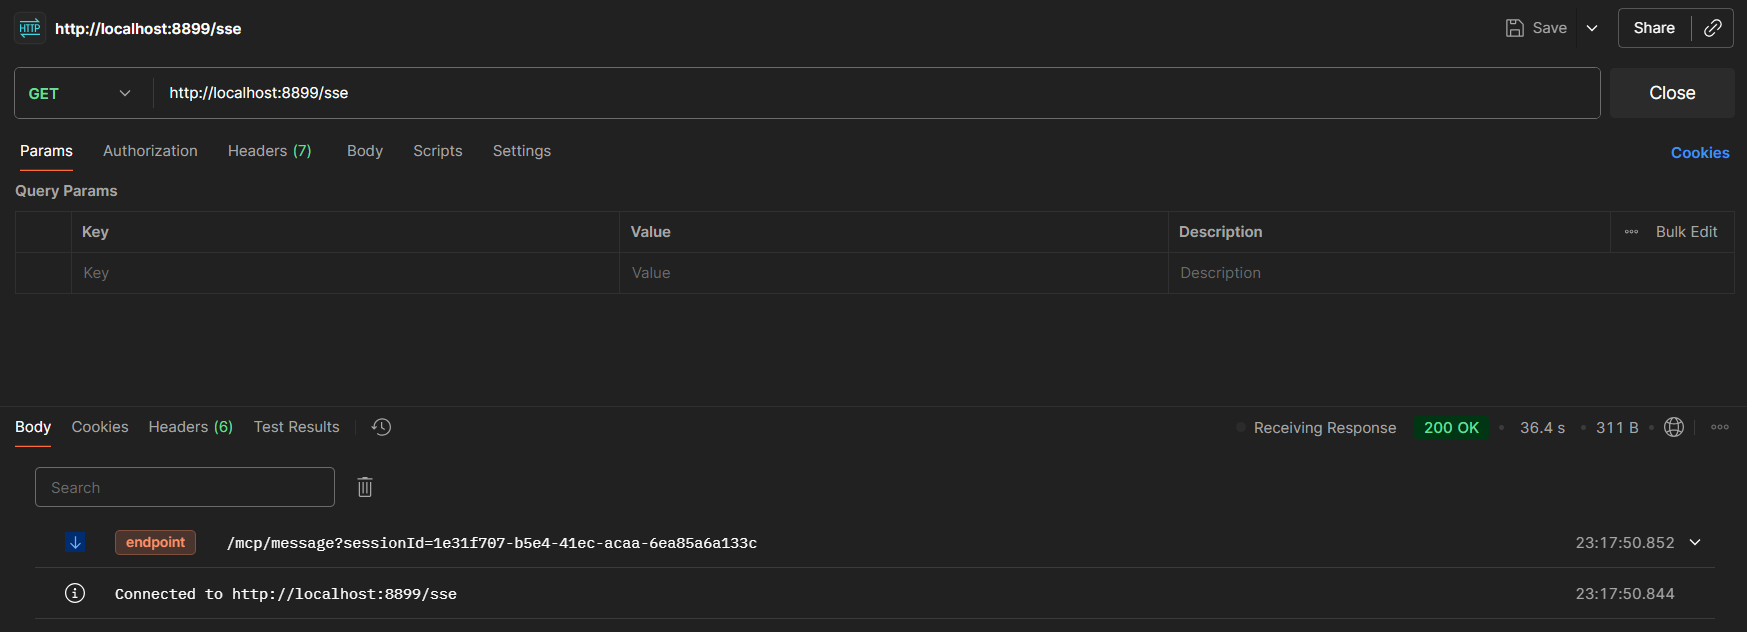 HTTP http://localhost:8899/sse Save Share
GET http://localhost:8899/sse Close
Params Authorization Headers (7) Body Scripts Settings Cookies
Query Params
Key Value Description Bulk Edit
Key Value Description
Body Cookies Headers (6) Test Results Receiving Response 200 OK • 36.4 s • 311 B •
Search
endpoint /mcp/message?sessionId=1e31f707-b5e4-41ec-acaa-6ea85a6a133c 23:17:50.852
Connected to http://localhost:8899/sse 23:17:50.844